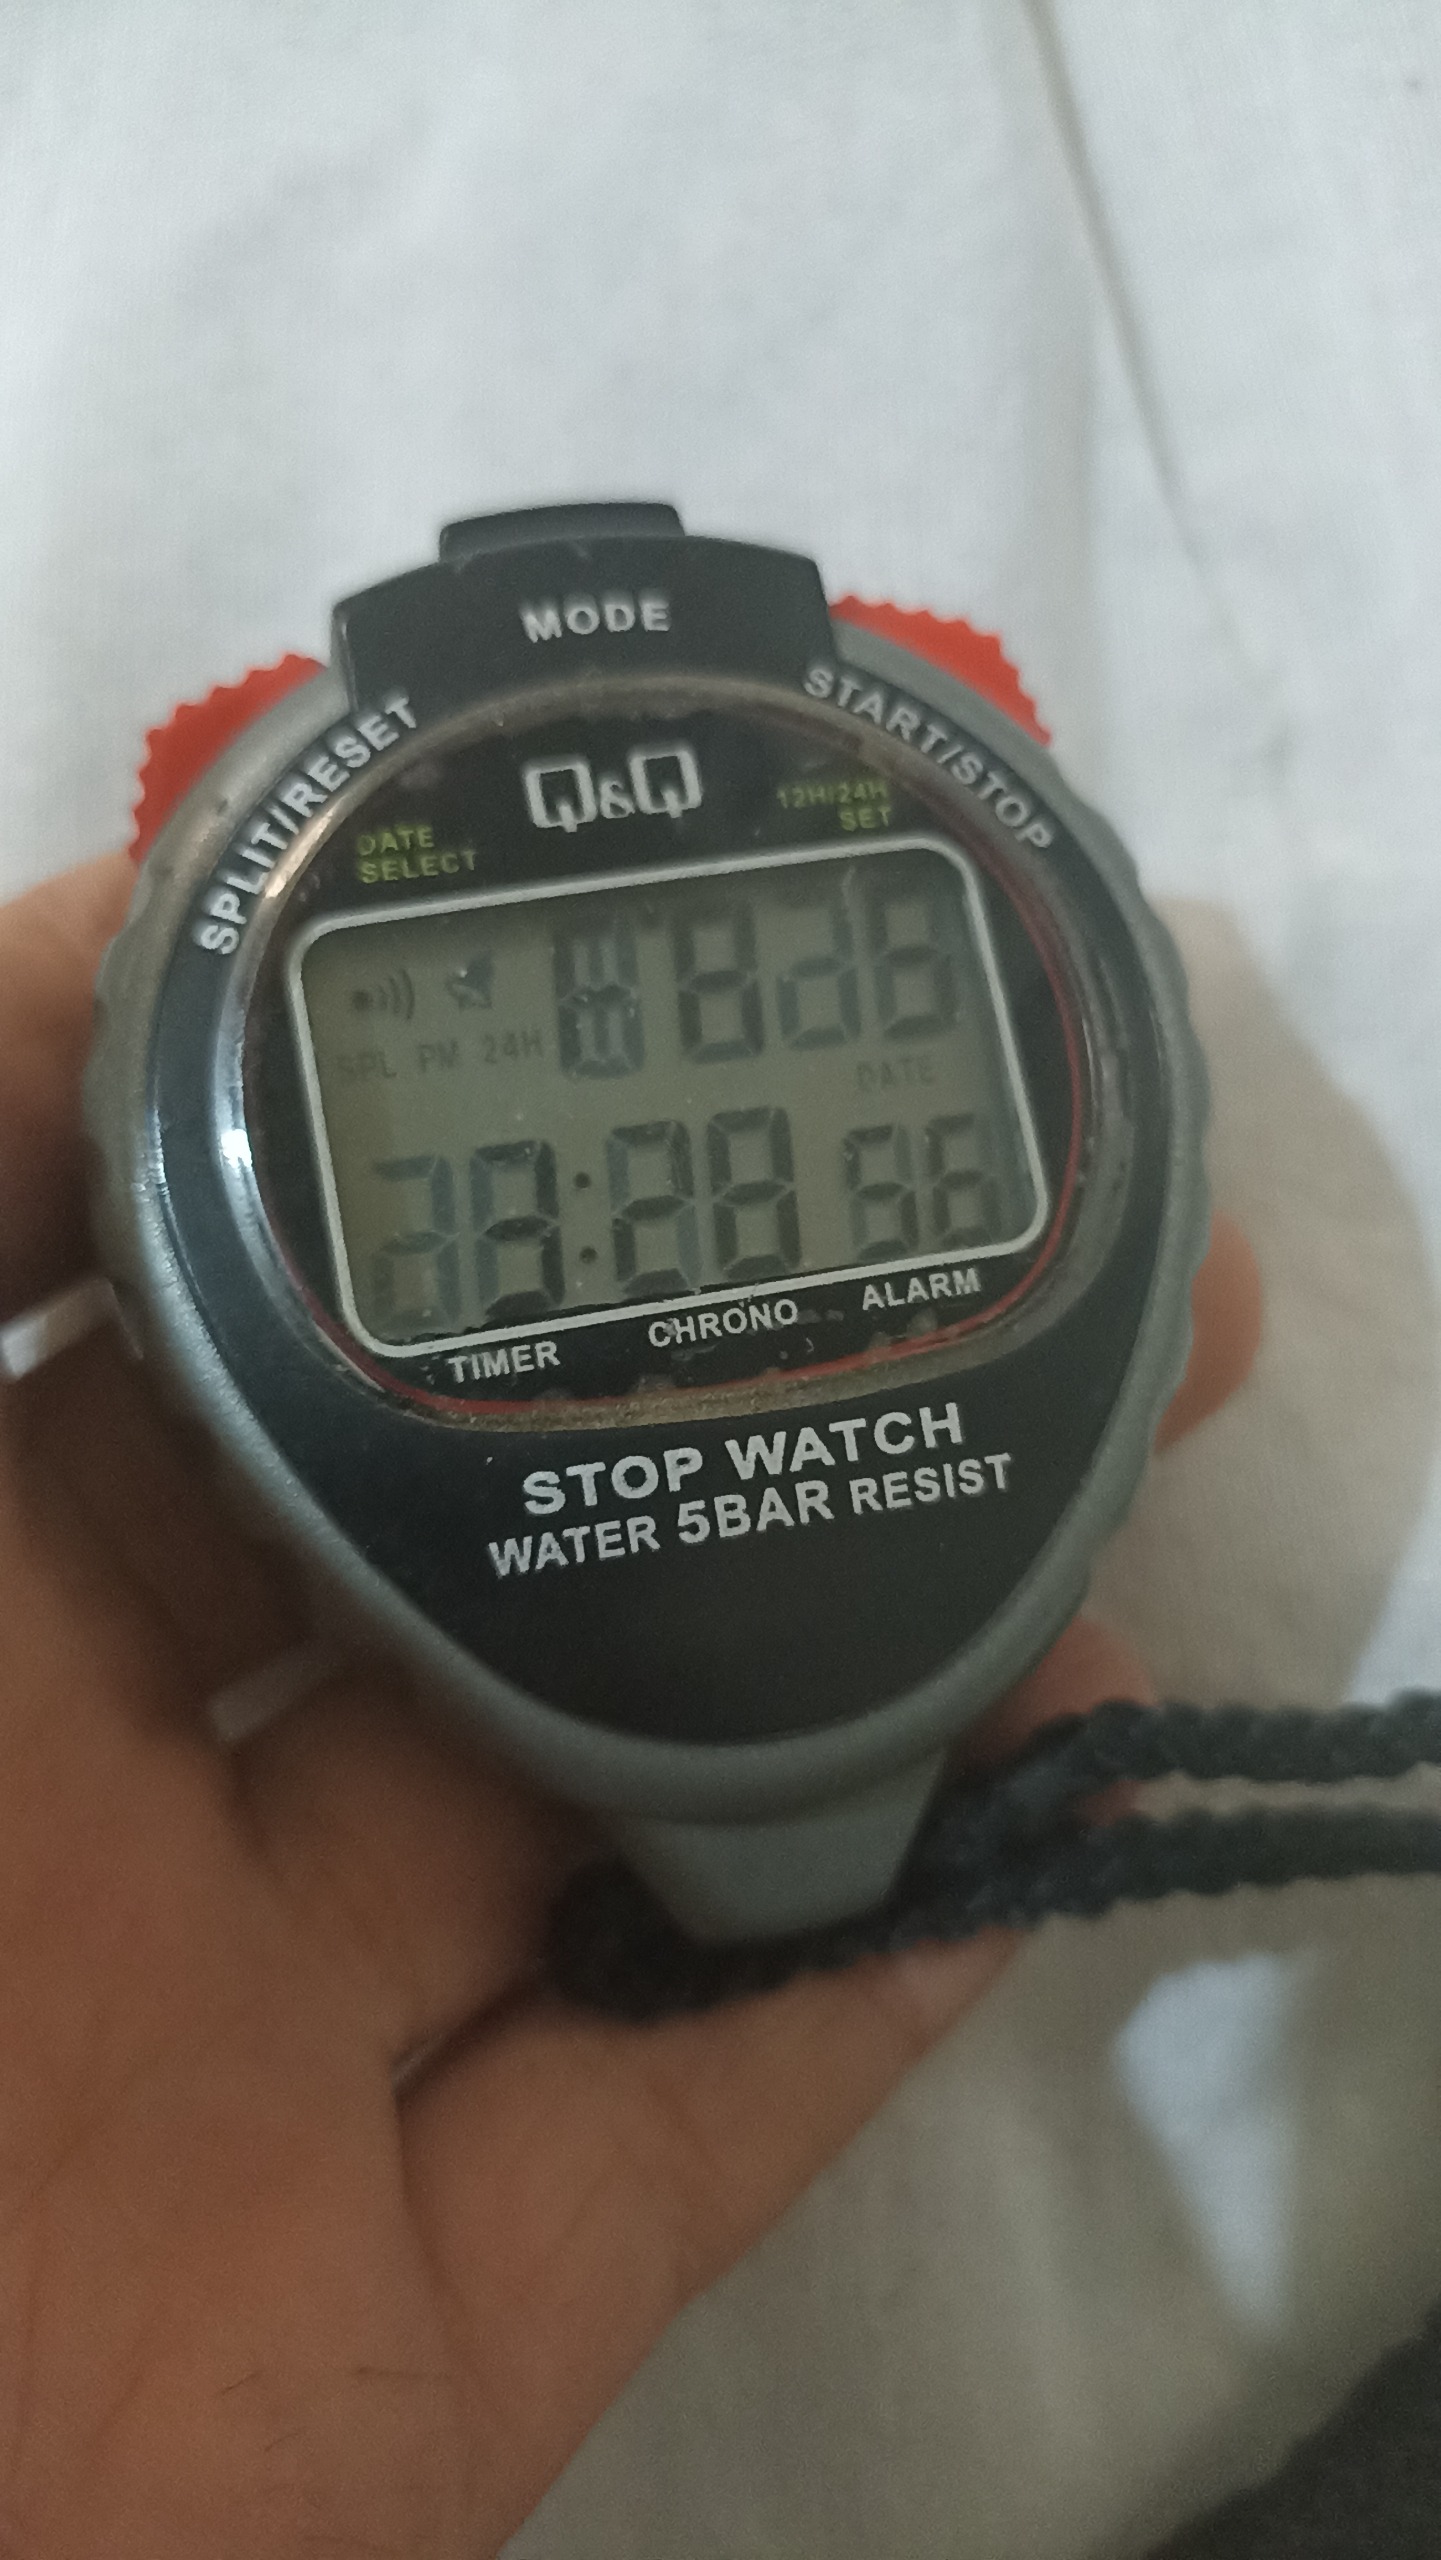 MODE
SPLIT/RESET
START/STOP
Q&Q
DATE
SELECT
12H/24H
SET
SPL PM 24H
DATE
TIMER
CHRONO
ALARM
STOP WATCH
WATER 5BAR RESIST